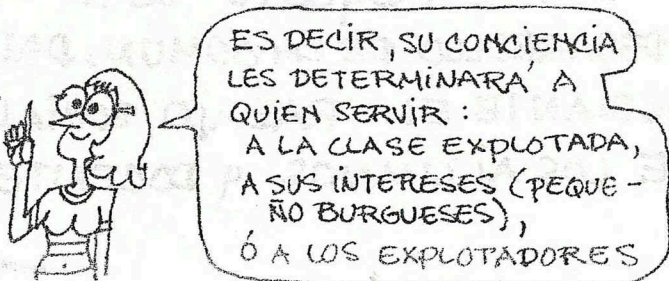 ES DECIR, SU CONCIENCIA
LES DETERMINARÁ A
QUIEN SERVIR:
A LA CLASE EXPLOTADA,
A SUS INTERESES (PEQUE-
ÑO BURGUESES),
Ó A LOS EXPLOTADORES